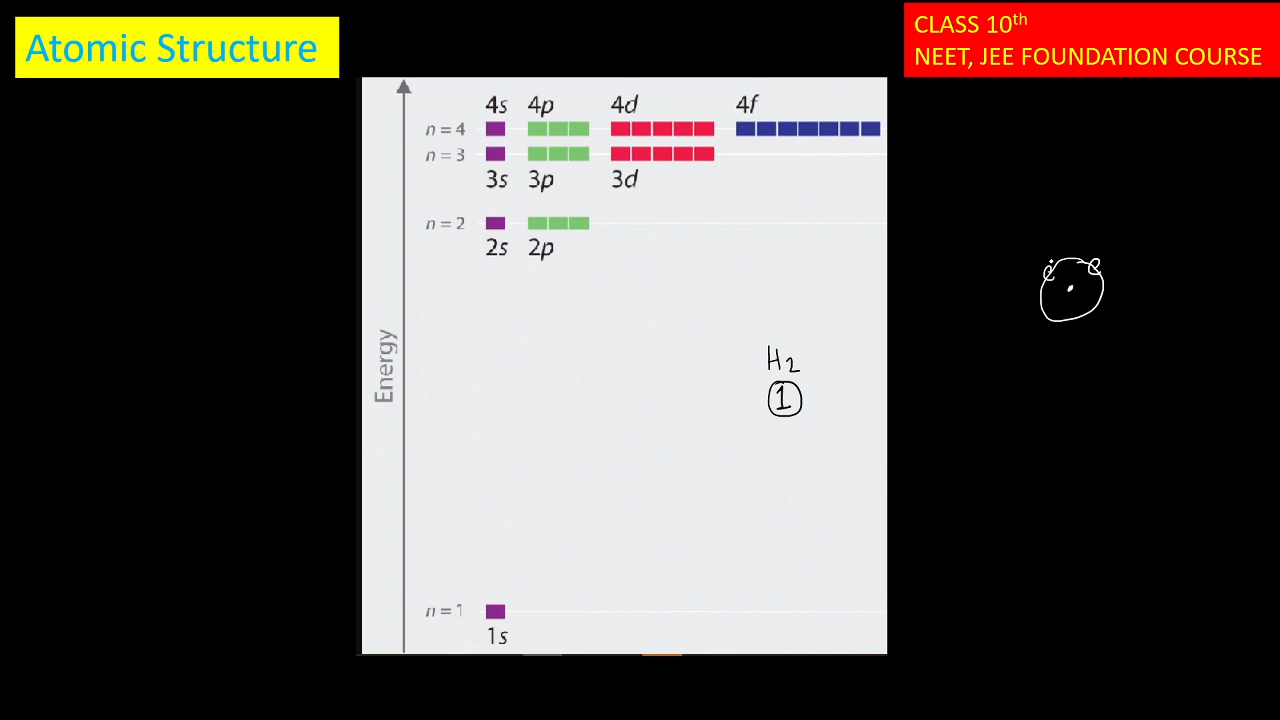 Atomic Structure
CLASS 10th
NEET, JEE FOUNDATION COURSE
4s 4p 4d 4f
n = 4
n = 3
3s 3p 3d
n = 2
2s 2p
Energy
H2
1
e e
n = 1
1s